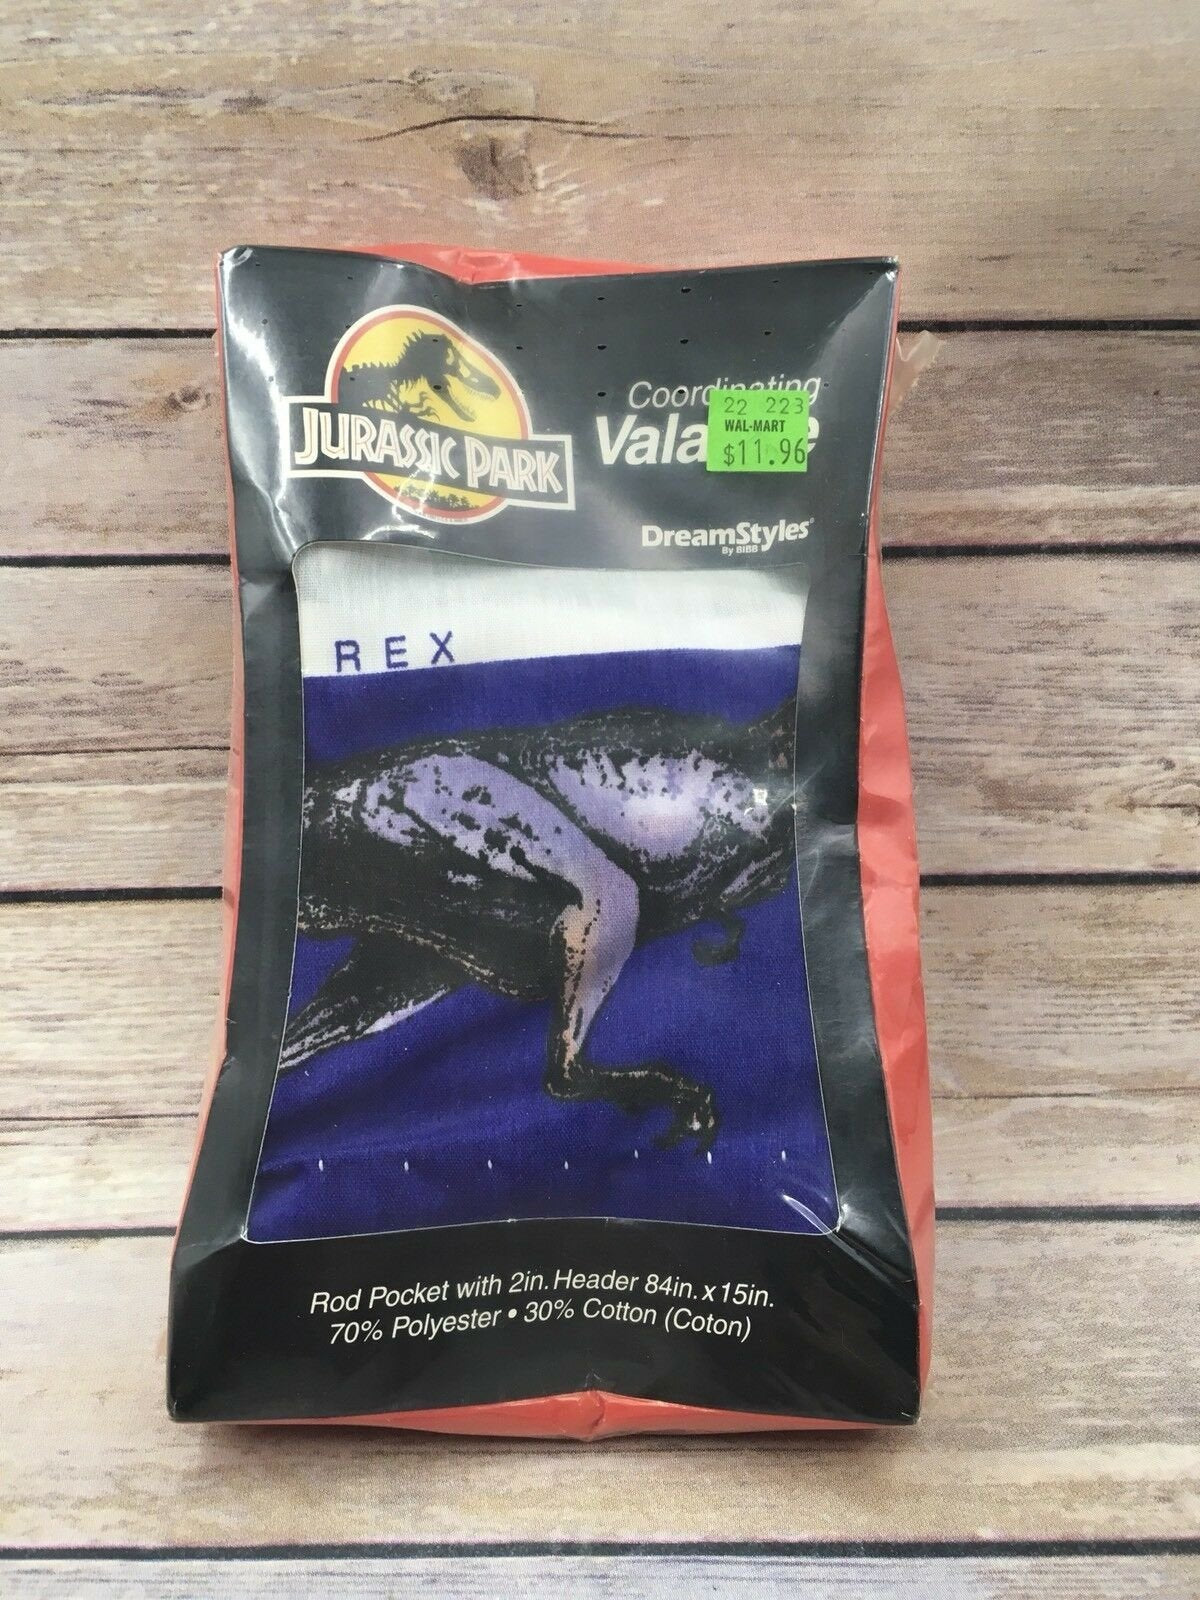 JURASSIC PARK
Coordinating
22 223
WAL-MART
$11.96
DreamStyles®
By BIBB
REX
Rod Pocket with 2in. Header 84in. x 15in.
70% Polyester • 30% Cotton (Coton)